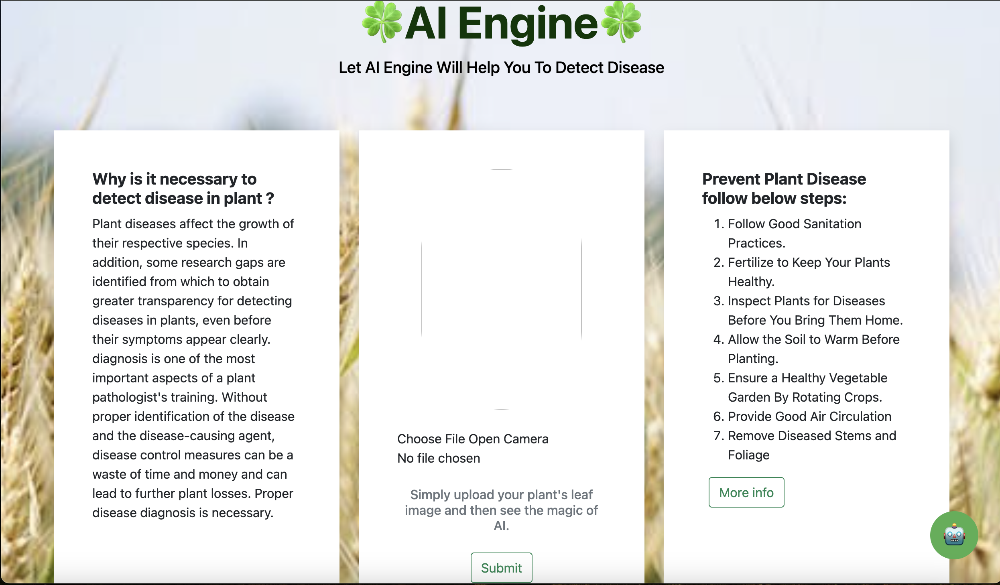 AI Engine
Let AI Engine Will Help You To Detect Disease
Why is it necessary to
detect disease in plant ?
Plant diseases affect the growth of
their respective species. In
addition, some research gaps are
identified from which to obtain
greater transparency for detecting
diseases in plants, even before
their symptoms appear clearly.
diagnosis is one of the most
important aspects of a plant
pathologist's training. Without
proper identification of the disease
and the disease-causing agent,
disease control measures can be a
waste of time and money and can
lead to further plant losses. Proper
disease diagnosis is necessary.
Choose File Open Camera
No file chosen
Simply upload your plant's leaf
image and then see the magic of
AI.
Submit
Prevent Plant Disease
follow below steps:
1. Follow Good Sanitation
Practices.
2. Fertilize to Keep Your Plants
Healthy.
3. Inspect Plants for Diseases
Before You Bring Them Home.
4. Allow the Soil to Warm Before
Planting.
5. Ensure a Healthy Vegetable
Garden By Rotating Crops.
6. Provide Good Air Circulation
7. Remove Diseased Stems and
Foliage
More info